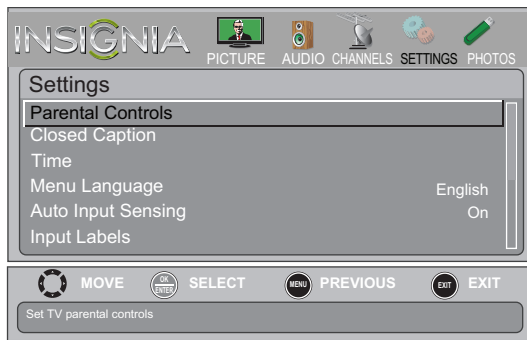 INSIGNIA
PICTURE AUDIO CHANNELS SETTINGS PHOTOS
Settings
Parental Controls
Closed Caption
Time
Menu Language English
Auto Input Sensing On
Input Labels
MOVE OK ENTER SELECT MENU PREVIOUS EXIT EXIT
Set TV parental controls